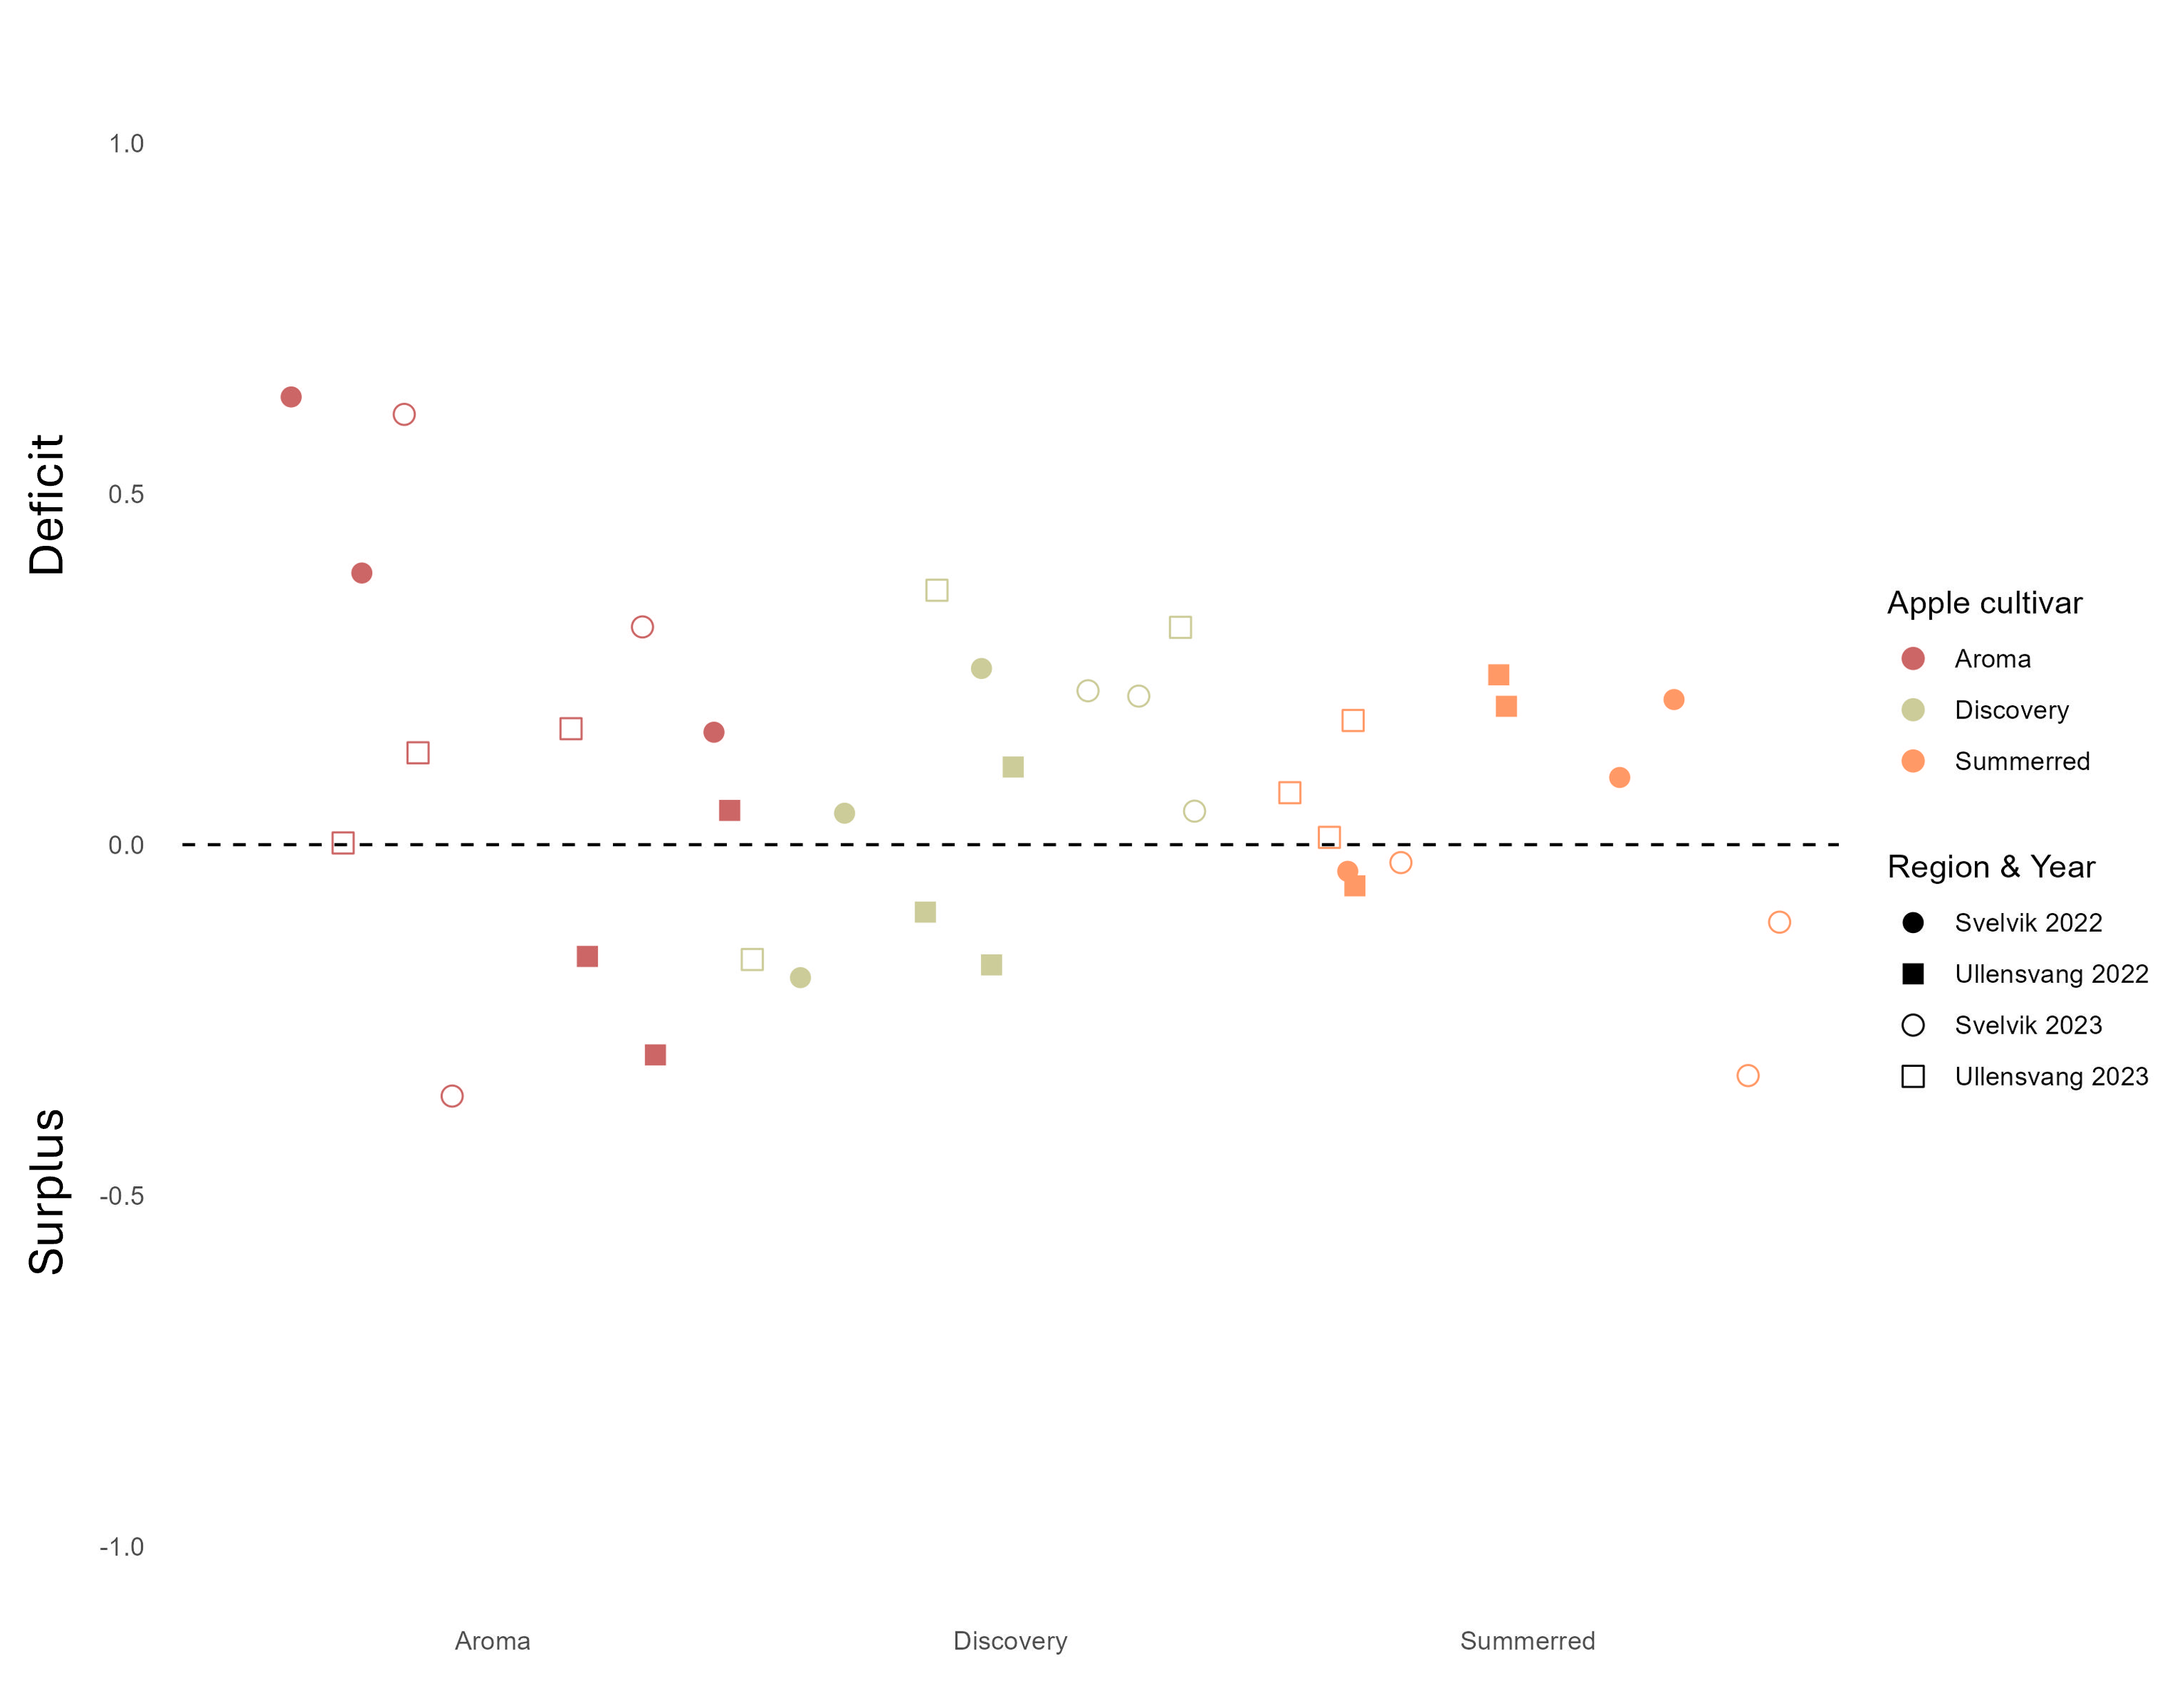 Deficit
Surplus
1.0
0.5
0.0
-0.5
-1.0
Aroma
Discovery
Summerred
Apple cultivar
Aroma
Discovery
Summerred
Region & Year
Svelvik 2022
Ullensvang 2022
Svelvik 2023
Ullensvang 2023